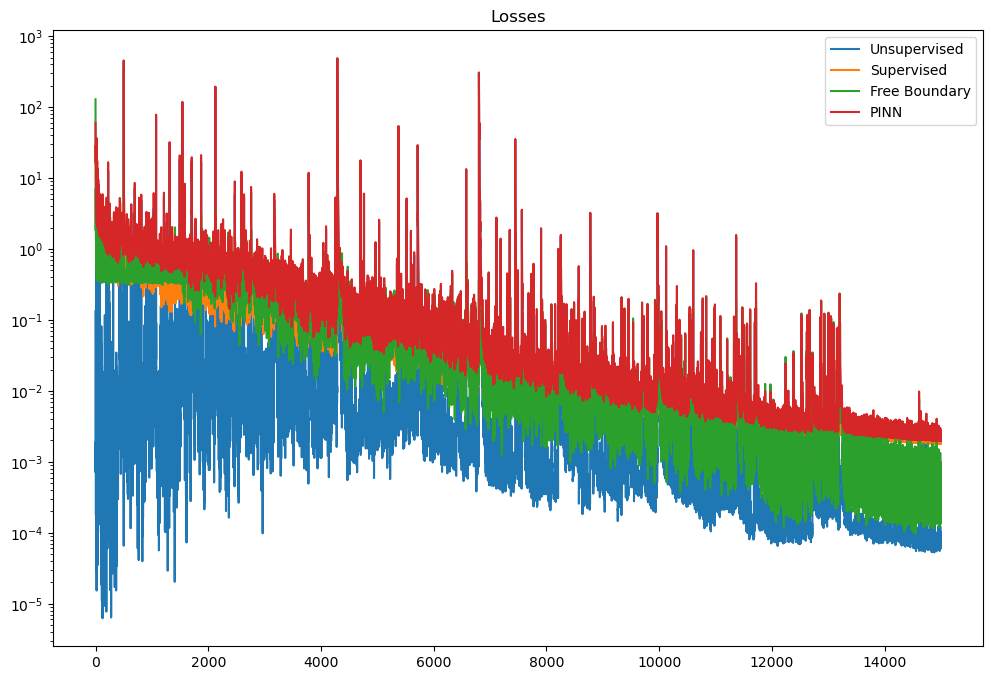 Losses
Unsupervised
Supervised
Free Boundary
PINN
10³
10²
10¹
10⁰
10⁻¹
10⁻²
10⁻³
10⁻⁴
10⁻⁵
0 2000 4000 6000 8000 10000 12000 14000